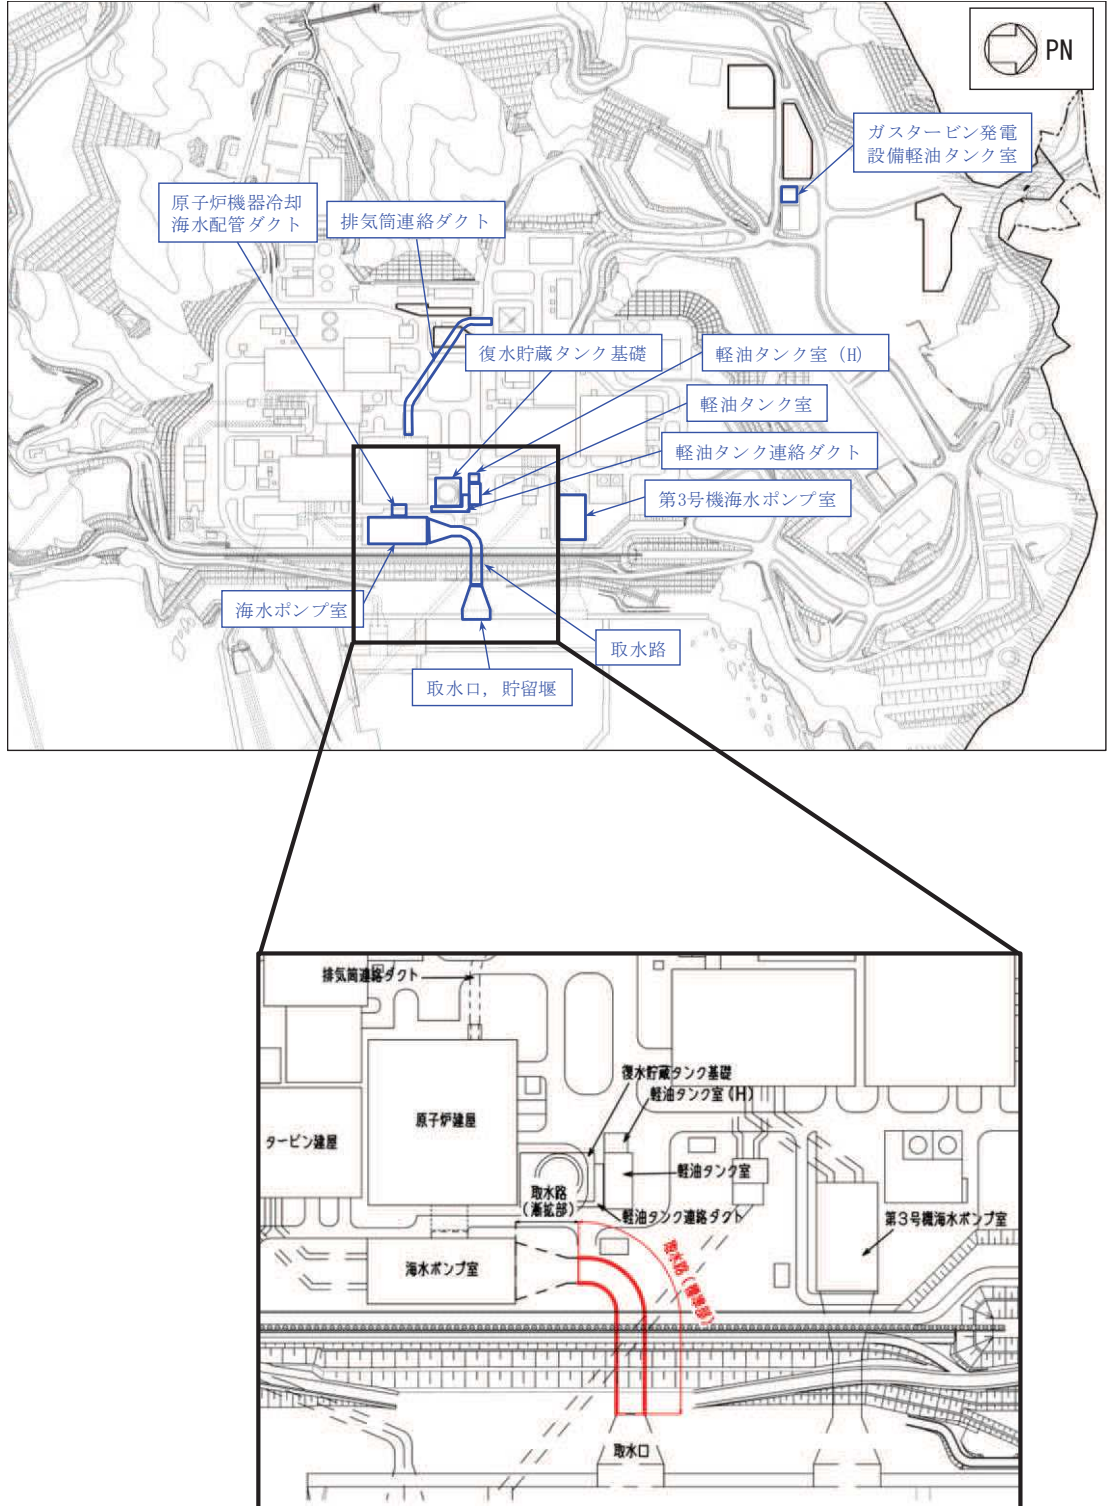 PN
ガスタービン発電
設備軽油タンク室
原子炉機器冷却
海水配管ダクト
排気筒連絡ダクト
復水貯蔵タンク基礎
軽油タンク室 (H)
軽油タンク室
軽油タンク連絡ダクト
第3号機海水ポンプ室
海水ポンプ室
取水路
取水口, 貯留堰
排気筒連絡ダクト
復水貯蔵タンク基礎
軽油タンク室(H)
原子炉建屋
タービン建屋
軽油タンク室
取水路
(漸拡部)
軽油タンク連絡ダクト
第3号機海水ポンプ室
海水ポンプ室
取水路(標準部)
取水口